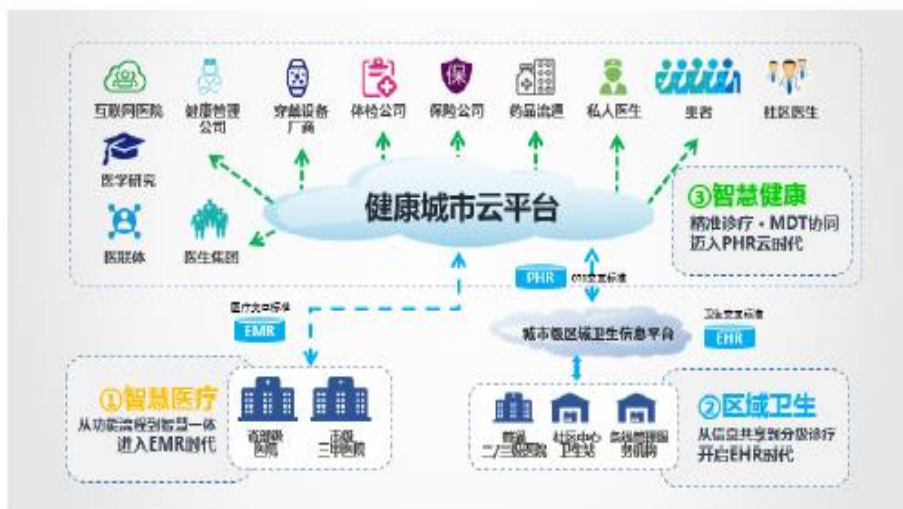 保
互联网医院
健康管理
公司
穿戴设备
厂商
体检公司
保险公司
药品流通
私人医生
患者
社区医生
医学研究
医联体
医生集团
健康城市云平台
③智慧健康
精准诊疗·MDT协同
迈入PHR云时代
PHR
医疗交互标准
EMR
城市级区域卫生信息平台
卫生交互标准
EHR
①智慧医疗
从功能流程到智慧一体
进入EMR时代
省部级
医院
市级
三甲医院
二/三级医院
社区中心
卫生站
②区域卫生
从信息共享到分级诊疗
开启EHR时代